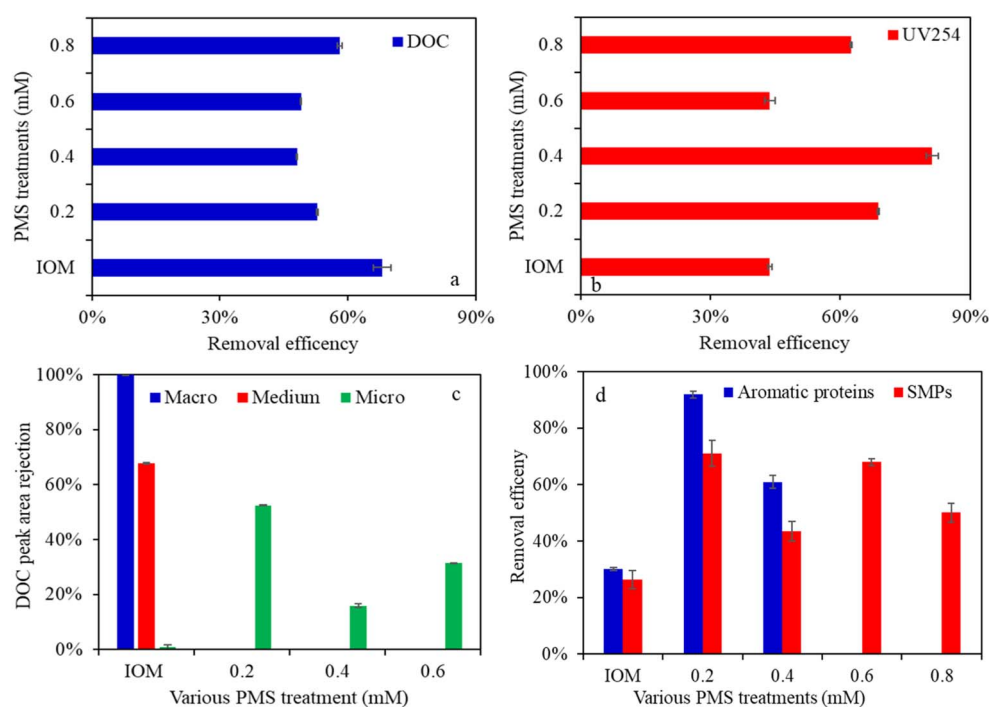 DOC
0.8
0.6
0.4
0.2
IOM
PMS treatments (mM)
a
0% 30% 60% 90%
Removal efficency
UV254
0.8
0.6
0.4
0.2
IOM
PMS treatments (mM)
b
0% 30% 60% 90%
Removal efficency
100%
80%
60%
40%
20%
0%
DOC peak area rejection
Macro Medium Micro
c
IOM 0.2 0.4 0.6
Various PMS treatment (mM)
100%
80%
60%
40%
20%
0%
Removal efficeny
d
Aromatic proteins SMPs
IOM 0.2 0.4 0.6 0.8
Various PMS treatments (mM)